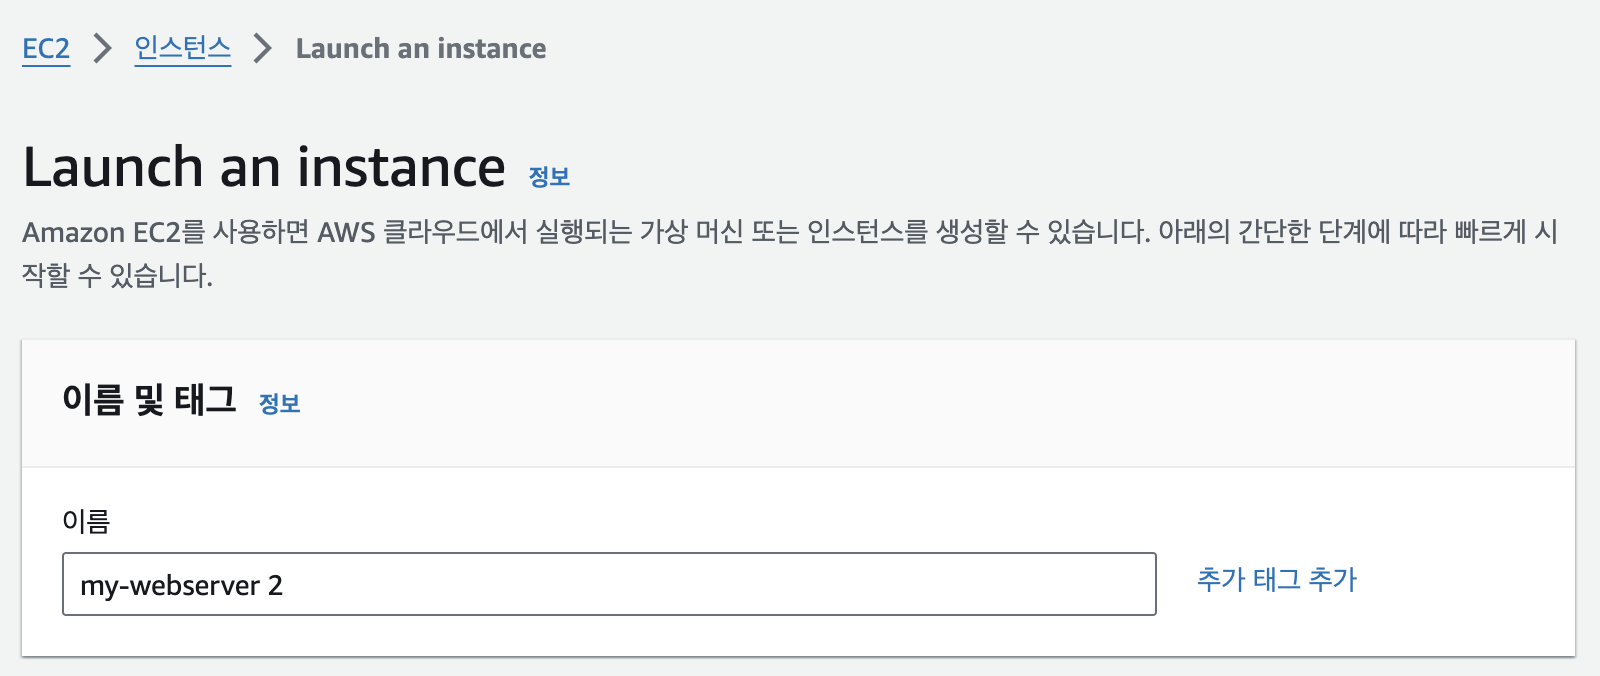 EC2 > 인스턴스 > Launch an instance
Launch an instance 정보
Amazon EC2를 사용하면 AWS 클라우드에서 실행되는 가상 머신 또는 인스턴스를 생성할 수 있습니다. 아래의 간단한 단계에 따라 빠르게 시
작할 수 있습니다.
이름 및 태그 정보
이름
my-webserver 2
추가 태그 추가